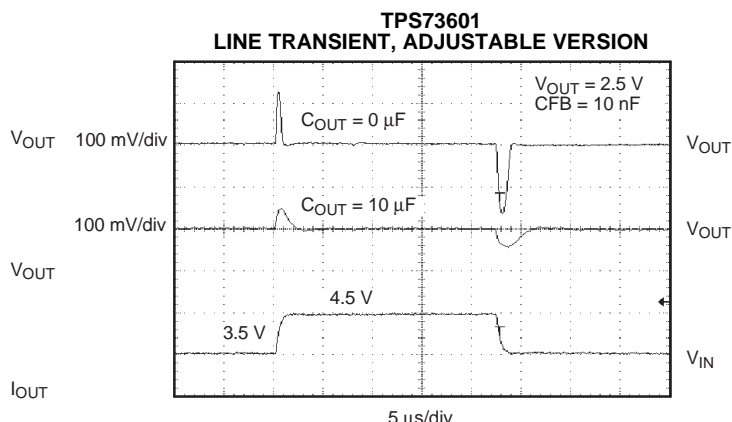 TPS73601
LINE TRANSIENT, ADJUSTABLE VERSION
VOUT = 2.5 V
CFB = 10 nF
COUT = 0 µF
VOUT 100 mV/div
VOUT
COUT = 10 µF
100 mV/div
VOUT
VOUT
4.5 V
3.5 V
VIN
IOUT
5 µs/div